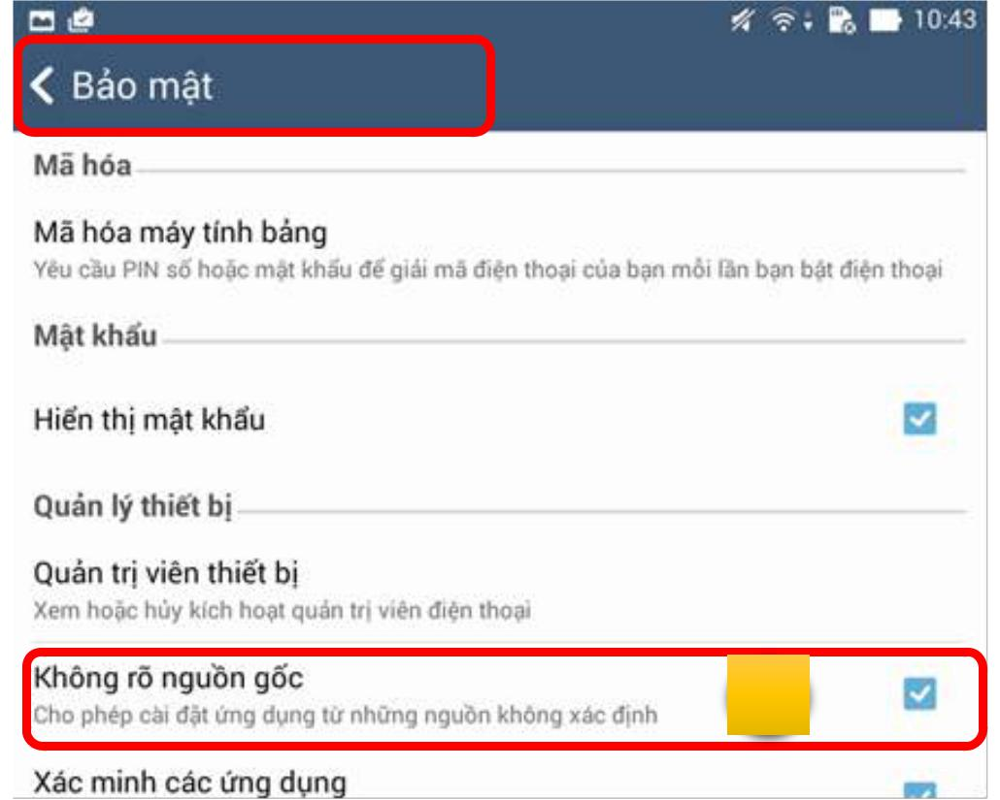 10:43
Bảo mật
Mã hóa
Mã hóa máy tính bảng
Yêu cầu PIN số hoặc mật khẩu để giải mã điện thoại của bạn mỗi lần bạn bật điện thoại
Mật khẩu
Hiển thị mật khẩu
Quản lý thiết bị
Quản trị viên thiết bị
Xem hoặc hủy kích hoạt quản trị viên điện thoại
Không rõ nguồn gốc
Cho phép cài đặt ứng dụng từ những nguồn không xác định
Xác minh các ứng dụng